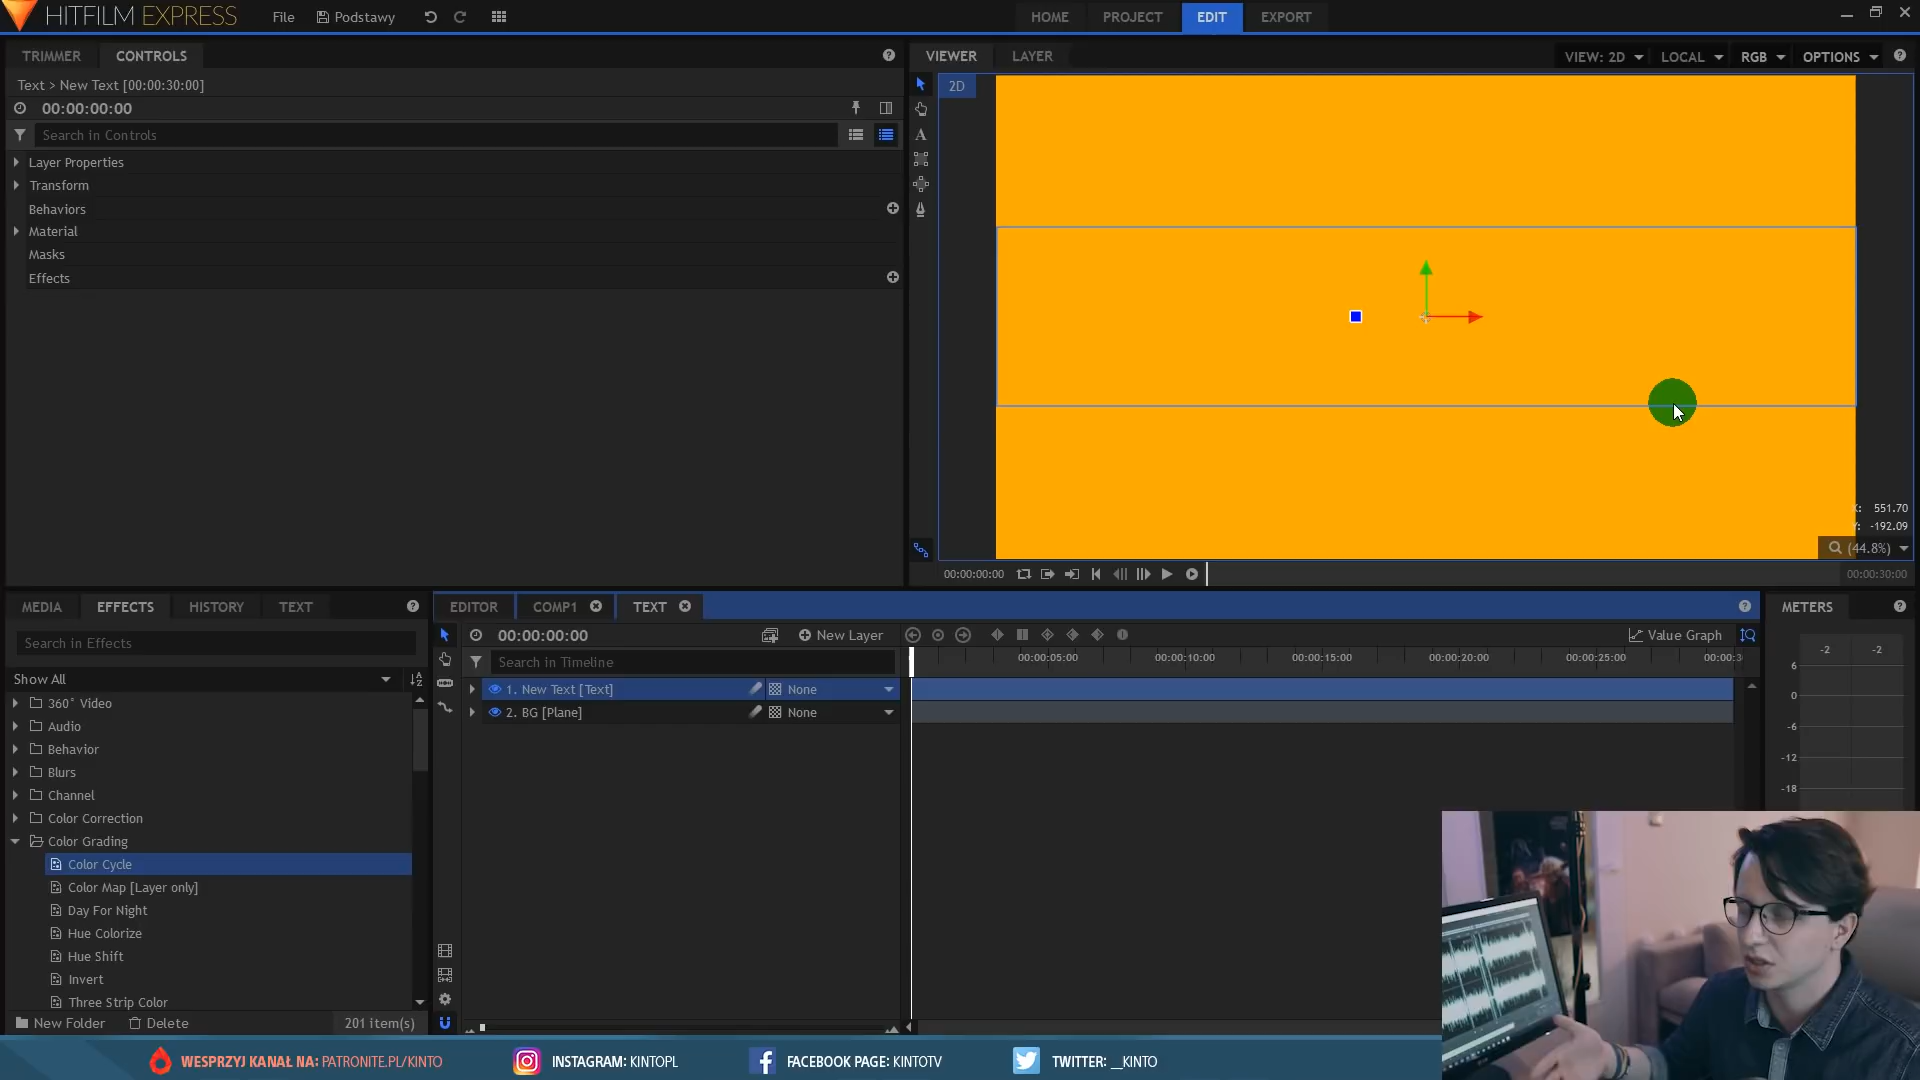 HITFILM EXPRESS
File
Podstawy
HOME
PROJECT
EDIT
EXPORT
TRIMMER
CONTROLS
Text > New Text [00:00:30:00]
00:00:00:00
Search in Controls
Layer Properties
Transform
Behaviors
Material
Masks
Effects
VIEWER
LAYER
VIEW: 2D
LOCAL
RGB
OPTIONS
2D
A
X: 551.70
Y: -192.09
(44.8%)
00:00:00:00
00:00:30:00
MEDIA
EFFECTS
HISTORY
TEXT
Search in Effects
Show All
360° Video
Audio
Behavior
Blurs
Channel
Color Correction
Color Grading
Color Cycle
Color Map [Layer only]
Day For Night
Hue Colorize
Hue Shift
Invert
Three Strip Color
New Folder
Delete
201 item(s)
EDITOR
COMP1
TEXT
00:00:00:00
New Layer
Value Graph
Search in Timeline
00:00:05:00
00:00:10:00
00:00:15:00
00:00:20:00
00:00:25:00
00:00:3
1. New Text [Text]
None
2. BG [Plane]
None
METERS
-2 -2
6
0
-6
-12
-18
WESPRZYJ KANAŁ NA: PATRONITE.PL/KINTO
INSTAGRAM: KINTOPL
FACEBOOK PAGE: KINTOTV
TWITTER: __KINTO